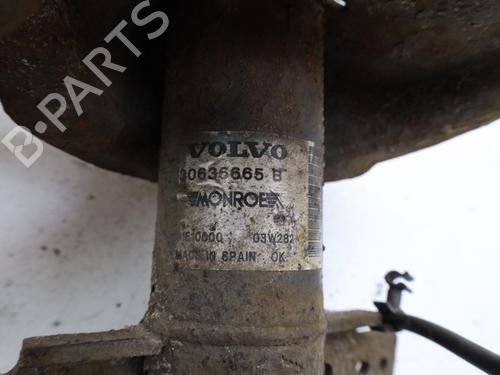 B-PARTS
VOLVO
30636665 B
MONROE
03W282
MADE IN SPAIN OK